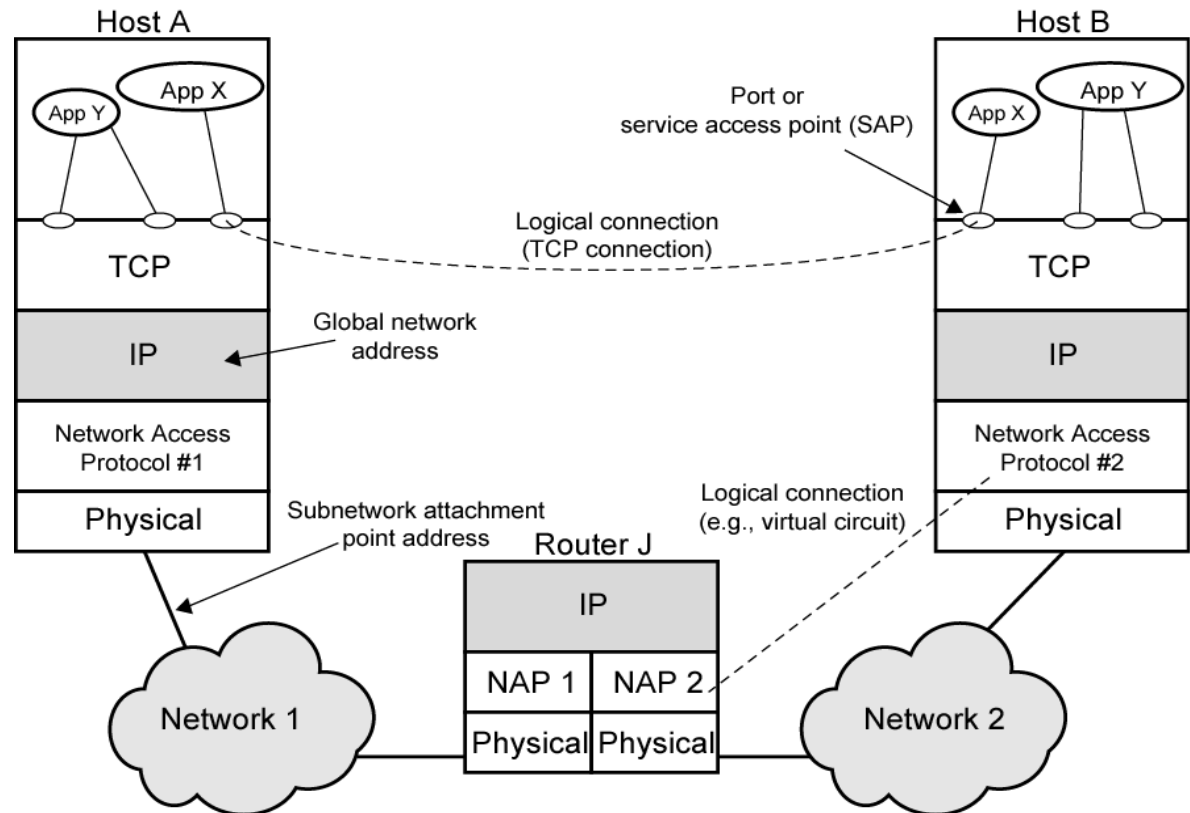 Host A
App Y
App X
TCP
IP
Network Access
Protocol #1
Physical
Host B
App X
App Y
TCP
IP
Network Access
Protocol #2
Physical
Port or
service access point (SAP)
Logical connection
(TCP connection)
Global network
address
Subnetwork attachment
point address
Logical connection
(e.g., virtual circuit)
Router J
IP
NAP 1
NAP 2
Physical
Physical
Network 1
Network 2